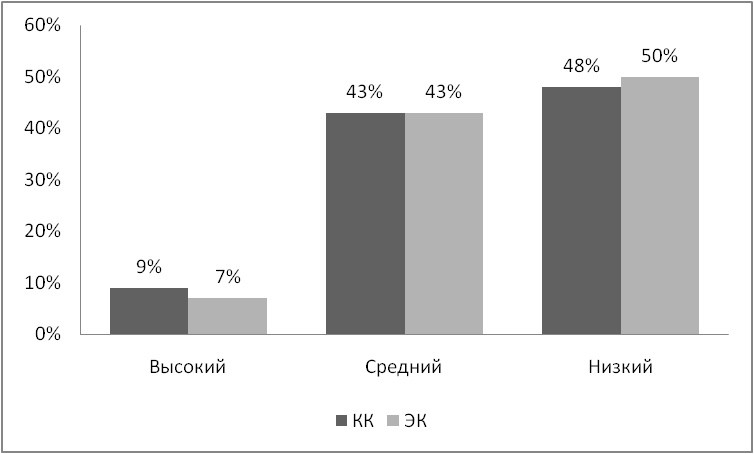 60%
50%
40%
30%
20%
10%
0%
9%
7%
43%
43%
48%
50%
Высокий
Средний
Низкий
КК
ЭК